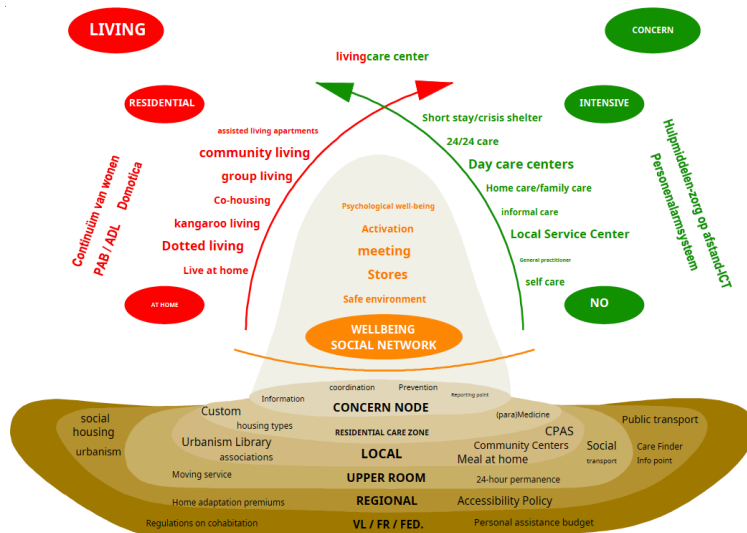 LIVING
CONCERN
livingcare center
RESIDENTIAL
INTENSIVE
assisted living apartments
community living
group living
Co-housing
kangaroo living
Dotted living
Live at home
Continuüm van wonen
PAB / ADL
Domotica
AT HOME
Short stay/crisis shelter
24/24 care
Day care centers
Home care/family care
informal care
Local Service Center
General practitioner
self care
Hulpmiddelen-zorg op afstand-ICT
Personenalarmsysteem
NO
Psychological well-being
Activation
meeting
Stores
Safe environment
WELLBEING
SOCIAL NETWORK
coordination
Prevention
Information
Reporting point
CONCERN NODE
Custom
(para)Medicine
social
housing
housing types
RESIDENTIAL CARE ZONE
CPAS
Public transport
urbanism
Urbanism Library
Community Centers
Social
Care Finder
associations
LOCAL
Meal at home
transport
Info point
Moving service
UPPER ROOM
24-hour permanence
Home adaptation premiums
REGIONAL
Accessibility Policy
Regulations on cohabitation
VL / FR / FED.
Personal assistance budget